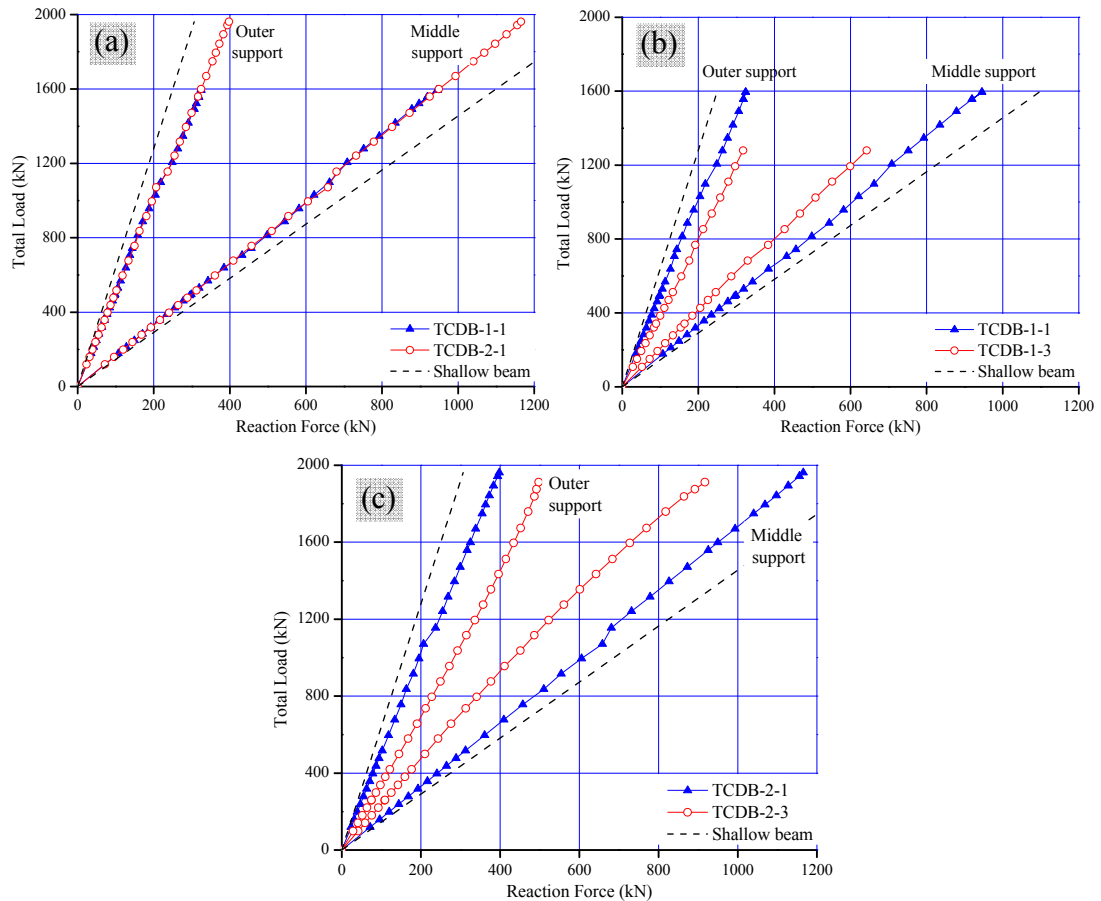 (a)
Outer
support
Middle
support
2000
1600
1200
800
400
0
Total Load (kN)
TCDB-1-1
TCDB-2-1
Shallow beam
0 200 400 600 800 1000 1200
Reaction Force (kN)
(b)
Outer support
Middle support
2000
1600
1200
800
400
0
Total Load (kN)
TCDB-1-1
TCDB-1-3
Shallow beam
0 200 400 600 800 1000 1200
Reaction Force (kN)
(c)
Outer
support
Middle
support
2000
1600
1200
800
400
0
Total Load (kN)
TCDB-2-1
TCDB-2-3
Shallow beam
0 200 400 600 800 1000 1200
Reaction Force (kN)